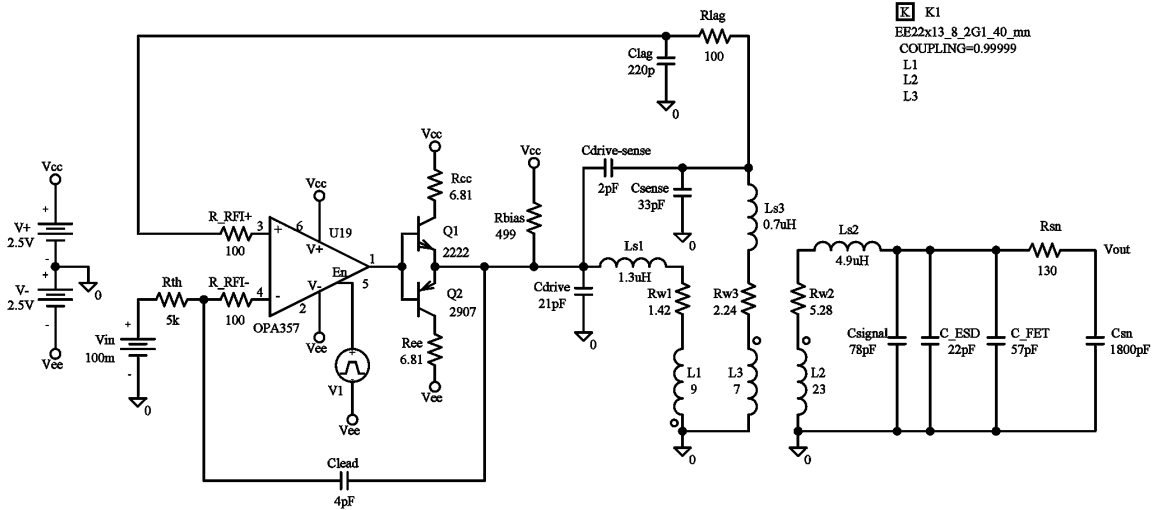 K K1
EE22x13_8_2G1_40_mn
COUPLING=0.99999
L1
L2
L3
Rlag
100
Clag
220p
0
Vcc
V+
2.5V
+
-
V-
2.5V
+
-
0
Vee
Vin
100m
+
-
0
Rth
5k
R_RFI+
100
R_RFI-
100
Vcc
3
+
6
V+
U19
1
En
5
4
-
V-
2
OPA357
Vee
V1
+
-
Vee
Vcc
Rcc
6.81
Q1
2222
Q2
2907
Ree
6.81
Vee
Clead
4pF
Vcc
Rbias
499
Cdrive-sense
2pF
Csense
33pF
0
Cdrive
21pF
0
Ls1
1.3uH
Rw1
1.42
L1
9
0
Ls3
0.7uH
Rw3
2.24
L3
7
Ls2
4.9uH
Rw2
5.28
L2
23
0
Csignal
78pF
C_ESD
22pF
C_FET
57pF
Rsn
130
Vout
Csn
1800pF